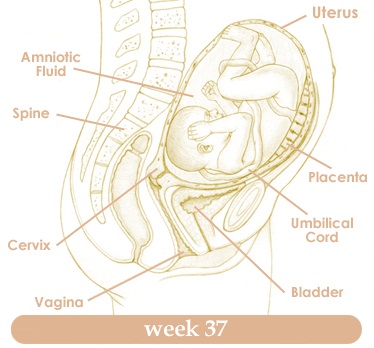 Uterus
Amniotic
Fluid
Spine
Placenta
Umbilical
Cord
Cervix
Bladder
Vagina
week 37